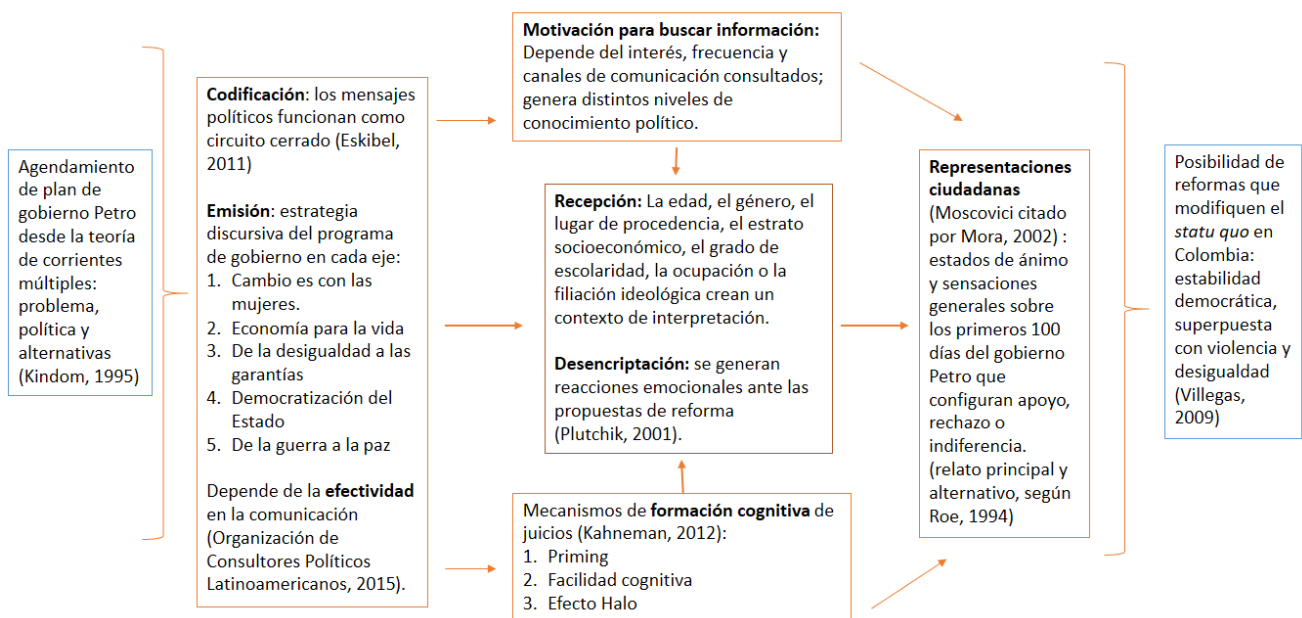 Agendamiento
de plan de
gobierno Petro
desde la teoría
de corrientes
múltiples:
problema,
política y
alternativas
(Kindom, 1995)
Codificación: los mensajes
políticos funcionan como
circuito cerrado (Eskibel,
2011)
Emisión: estrategia
discursiva del programa
de gobierno en cada eje:
1. Cambio es con las
mujeres.
2. Economía para la vida
3. De la desigualdad a las
garantías
4. Democratización del
Estado
5. De la guerra a la paz
Depende de la efectividad
en la comunicación
(Organización de
Consultores Políticos
Latinoamericanos, 2015).
Motivación para buscar información:
Depende del interés, frecuencia y
canales de comunicación consultados;
genera distintos niveles de
conocimiento político.
Recepción: La edad, el género, el
lugar de procedencia, el estrato
socioeconómico, el grado de
escolaridad, la ocupación o la
filiación ideológica crean un
contexto de interpretación.
Desencriptación: se generan
reacciones emocionales ante las
propuestas de reforma
(Plutchik, 2001).
Mecanismos de formación cognitiva de
juicios (Kahneman, 2012):
1. Priming
2. Facilidad cognitiva
3. Efecto Halo
Representaciones
ciudadanas
(Moscovici citado
por Mora, 2002) :
estados de ánimo
y sensaciones
generales sobre
los primeros 100
días del gobierno
Petro que
configuran apoyo,
rechazo o
indiferencia.
(relato principal y
alternativo, según
Roe, 1994)
Posibilidad de
reformas que
modifiquen el
statu quo en
Colombia:
estabilidad
democrática,
superpuesta
con violencia y
desigualdad
(Villegas,
2009)